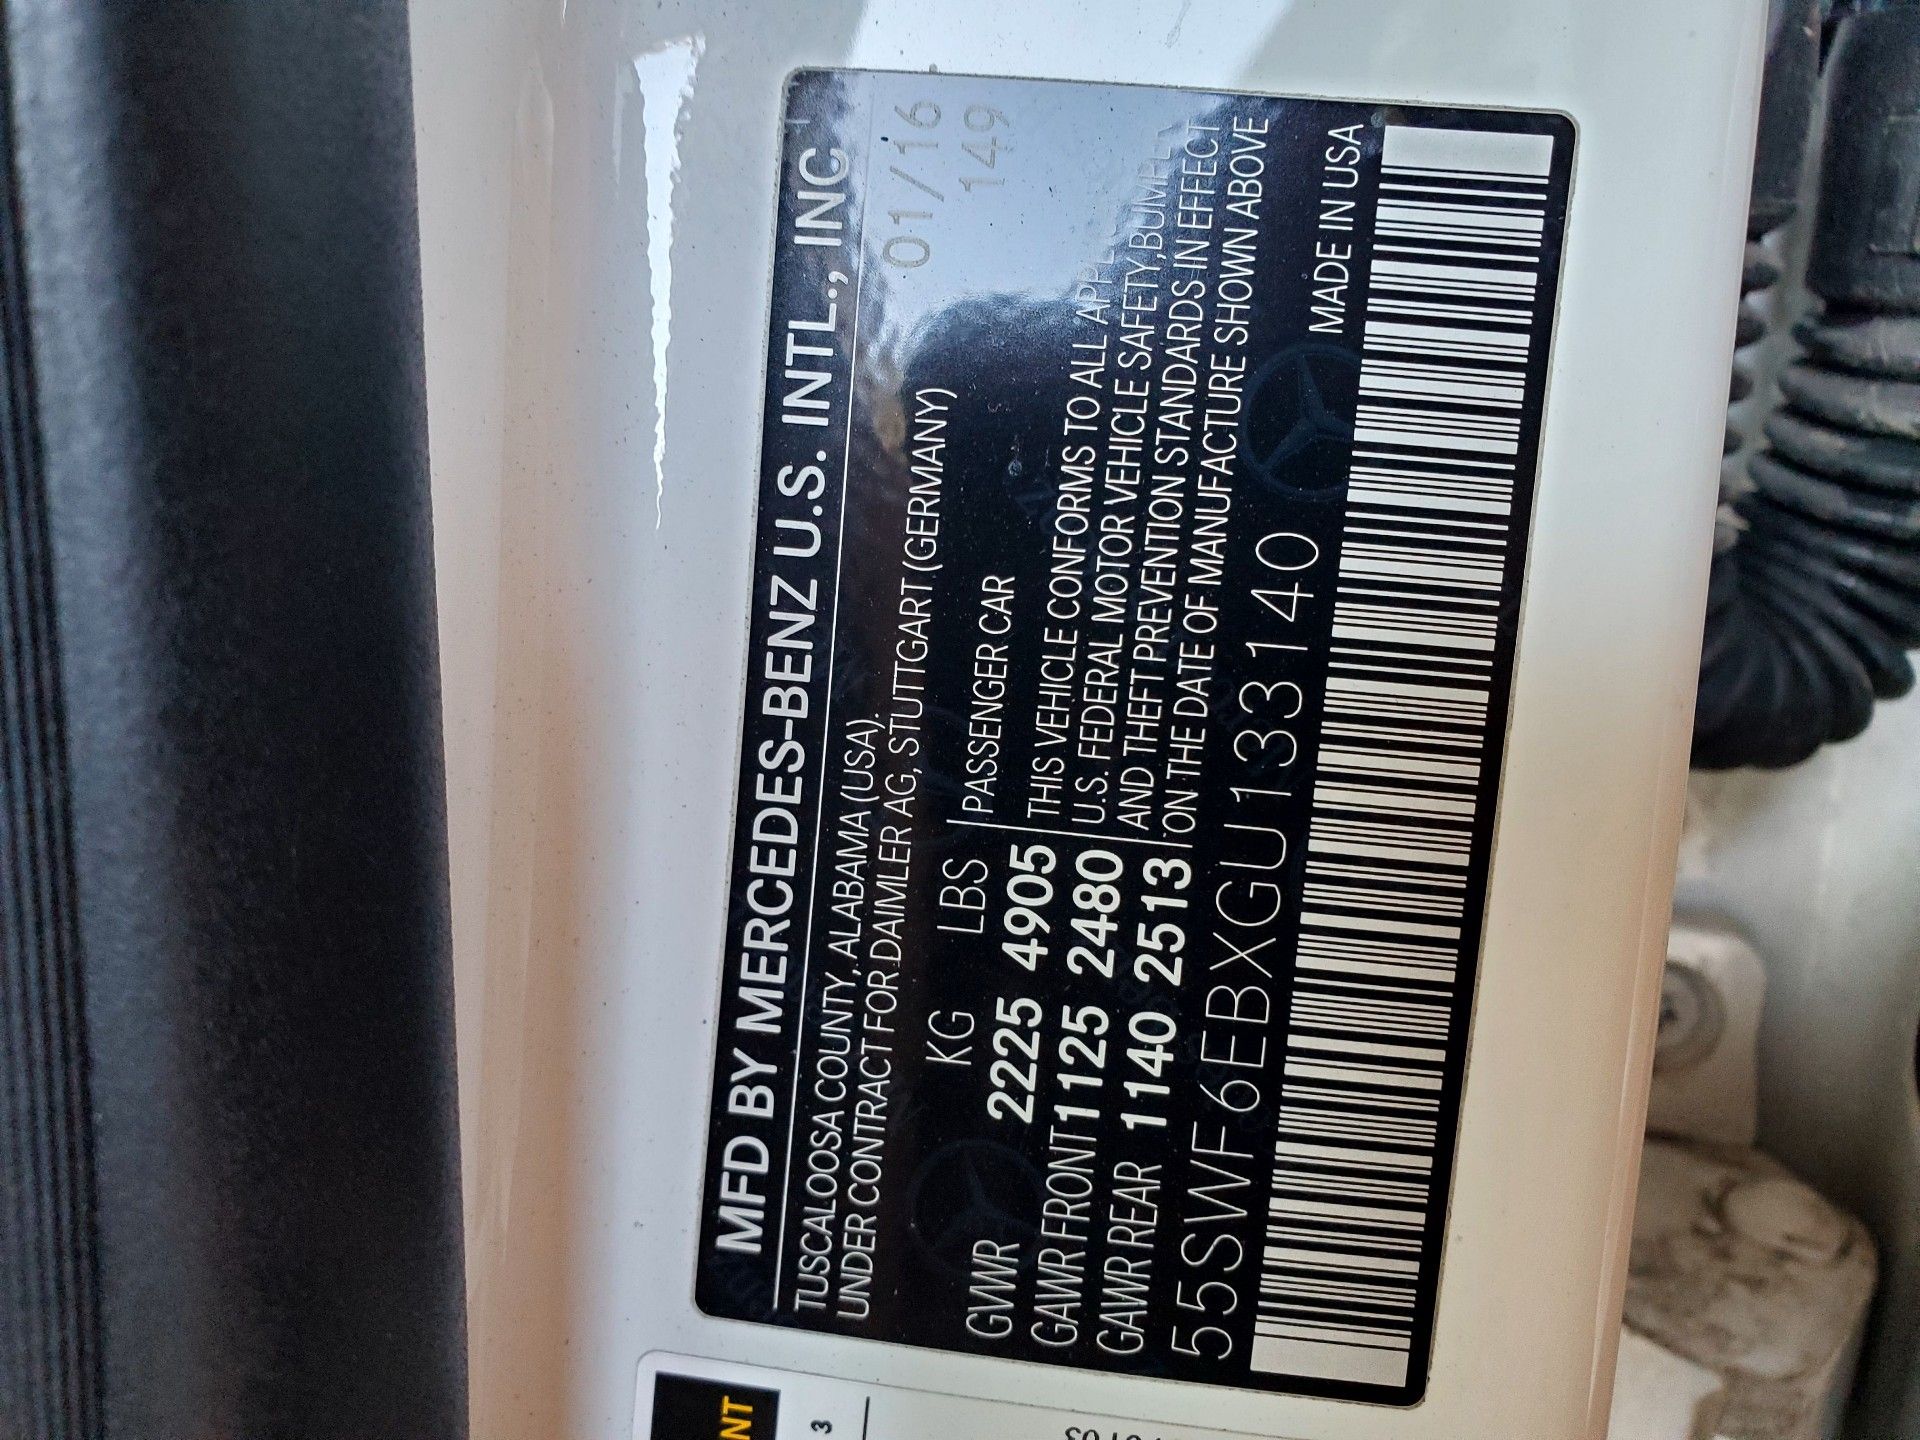 MFD BY MERCEDES-BENZ U.S. INTL., INC
TUSCALOOSA COUNTY, ALABAMA (USA). 01/16
UNDER CONTRACT FOR DAIMLER AG, STUTTGART (GERMANY) 149
KG LBS PASSENGER CAR
GVWR 2225 4905 THIS VEHICLE CONFORMS TO ALL
GAWR FRONT 1125 2480 U.S. FEDERAL MOTOR VEHICLE SAFETY, BUMPER
GAWR REAR 1140 2513 AND THEFT PREVENTION STANDARDS IN EFFECT
ON THE DATE OF MANUFACTURE SHOWN ABOVE
55SWF6EBXGU133140 MADE IN USA
NT
3